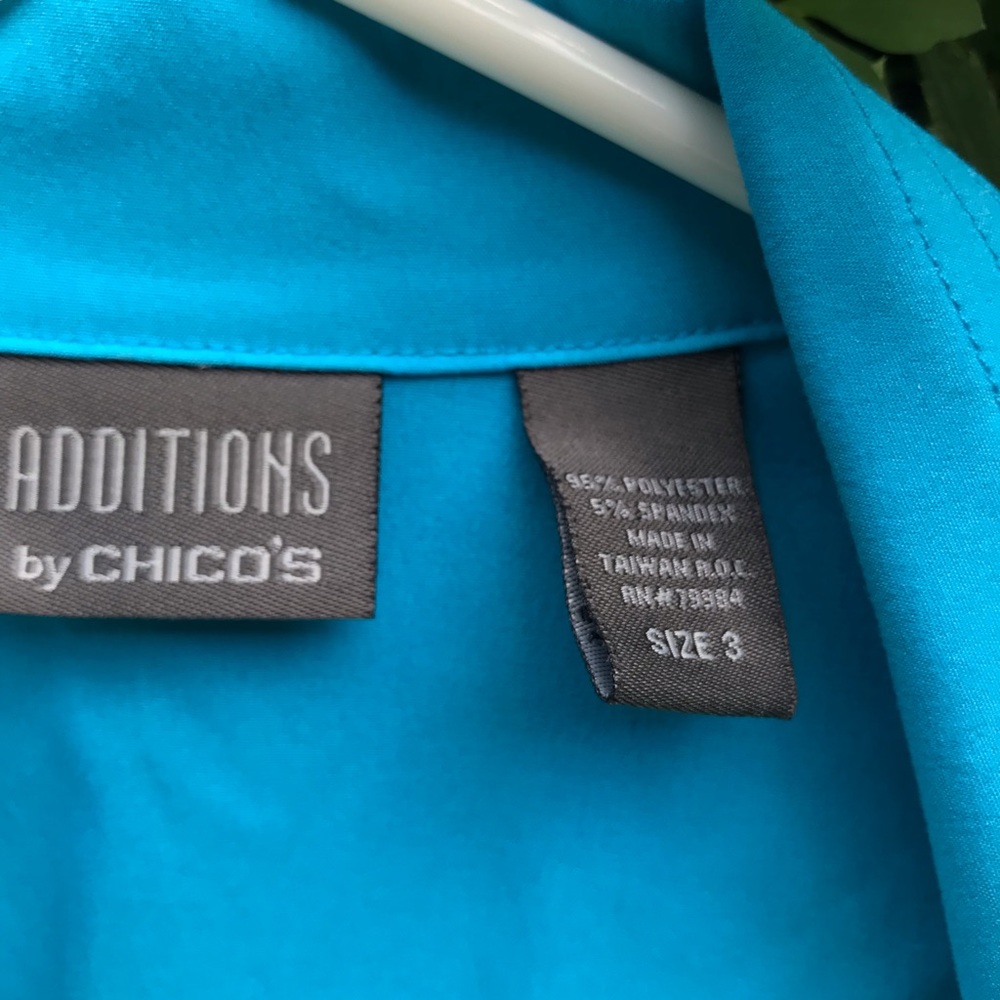 ADDITIONS
by CHICO'S
95% POLYESTER
5% SPANDEX
MADE IN
TAIWAN R.O.C.
RN# 79984
SIZE 3